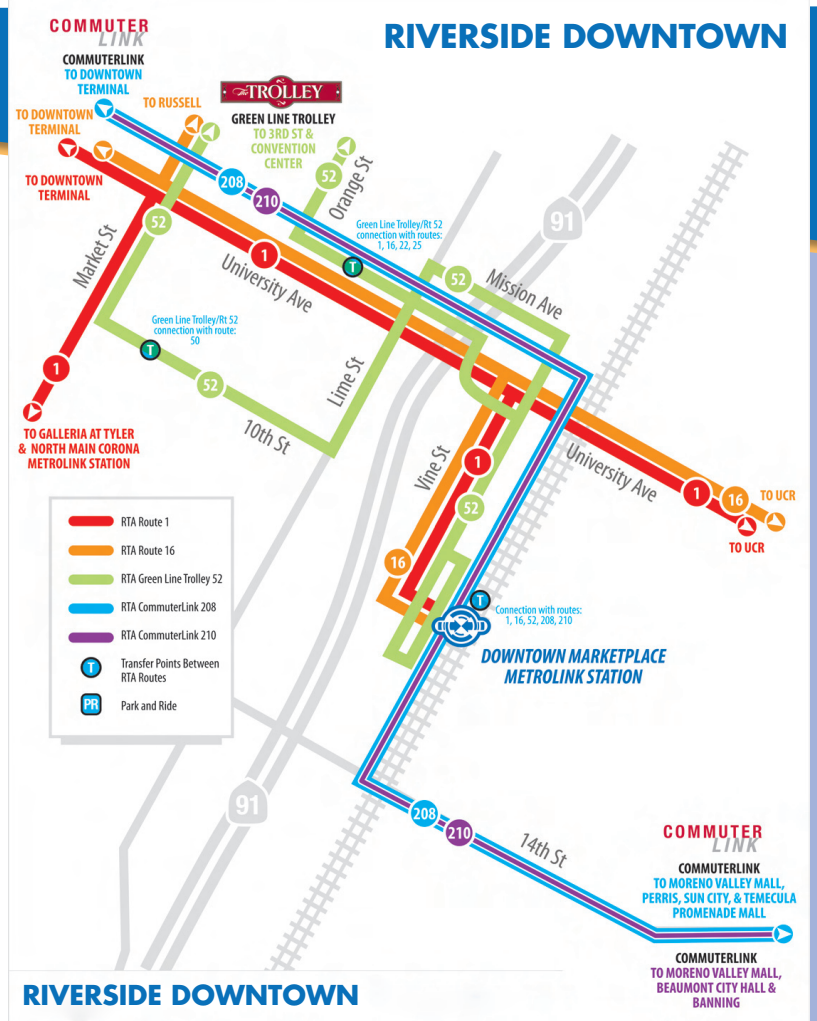 RIVERSIDE DOWNTOWN
COMMUTER
LINK
COMMUTERLINK
TO DOWNTOWN
TERMINAL
TO RUSSELL
The TROLLEY
GREEN LINE TROLLEY
TO 3RD ST &
CONVENTION
CENTER
TO DOWNTOWN
TERMINAL
TO DOWNTOWN
TERMINAL
52
Orange St
208
210
91
52
Market St
Green Line Trolley/Rt 52
connection with routes:
1, 16, 22, 25
T
1
University Ave
52
Mission Ave
Green Line Trolley/Rt 52
connection with route:
50
T
52
Lime St
1
10th St
TO GALLERIA AT TYLER
& NORTH MAIN CORONA
METROLINK STATION
Vine St
1
52
16
University Ave
1
16
TO UCR
TO UCR
RTA Route 1
RTA Route 16
RTA Green Line Trolley 52
RTA CommuterLink 208
RTA CommuterLink 210
T
Transfer Points Between
RTA Routes
PR
Park and Ride
T
Connection with routes:
1, 16, 52, 208, 210
DOWNTOWN MARKETPLACE
METROLINK STATION
91
208
210
14th St
COMMUTER
LINK
COMMUTERLINK
TO MORENO VALLEY MALL,
PERRIS, SUN CITY, & TEMECULA
PROMENADE MALL
COMMUTERLINK
TO MORENO VALLEY MALL,
BEAUMONT CITY HALL &
BANNING
RIVERSIDE DOWNTOWN